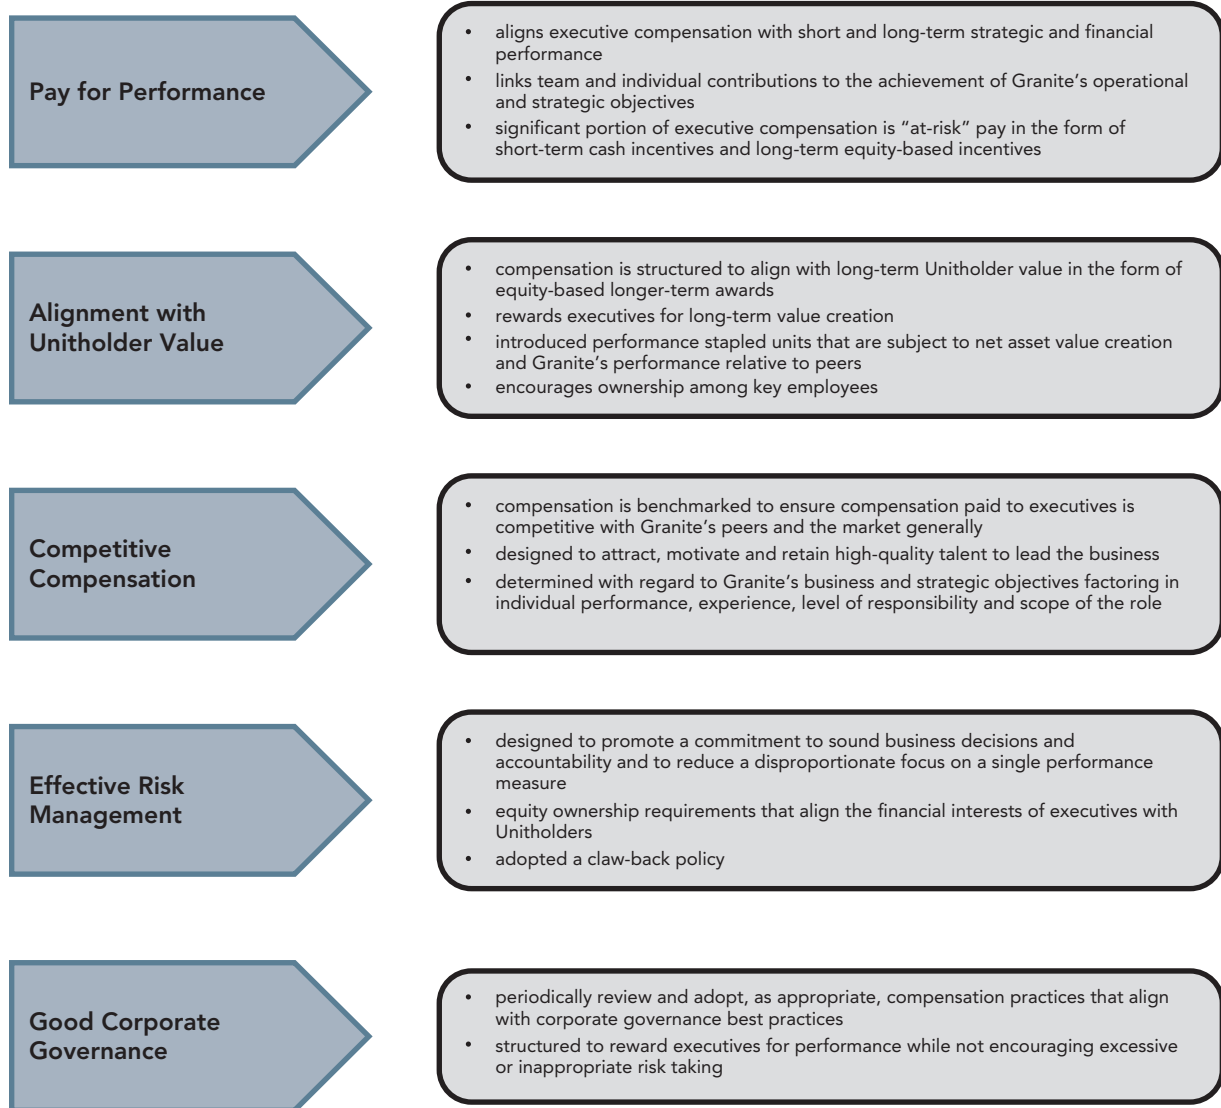 Pay for Performance
• aligns executive compensation with short and long-term strategic and financial
performance
• links team and individual contributions to the achievement of Granite’s operational
and strategic objectives
• significant portion of executive compensation is “at-risk” pay in the form of
short-term cash incentives and long-term equity-based incentives
Alignment with
Unitholder Value
• compensation is structured to align with long-term Unitholder value in the form of
equity-based longer-term awards
• rewards executives for long-term value creation
• introduced performance stapled units that are subject to net asset value creation
and Granite’s performance relative to peers
• encourages ownership among key employees
Competitive
Compensation
• compensation is benchmarked to ensure compensation paid to executives is
competitive with Granite’s peers and the market generally
• designed to attract, motivate and retain high-quality talent to lead the business
• determined with regard to Granite’s business and strategic objectives factoring in
individual performance, experience, level of responsibility and scope of the role
Effective Risk
Management
• designed to promote a commitment to sound business decisions and
accountability and to reduce a disproportionate focus on a single performance
measure
• equity ownership requirements that align the financial interests of executives with
Unitholders
• adopted a claw-back policy
Good Corporate
Governance
• periodically review and adopt, as appropriate, compensation practices that align
with corporate governance best practices
• structured to reward executives for performance while not encouraging excessive
or inappropriate risk taking